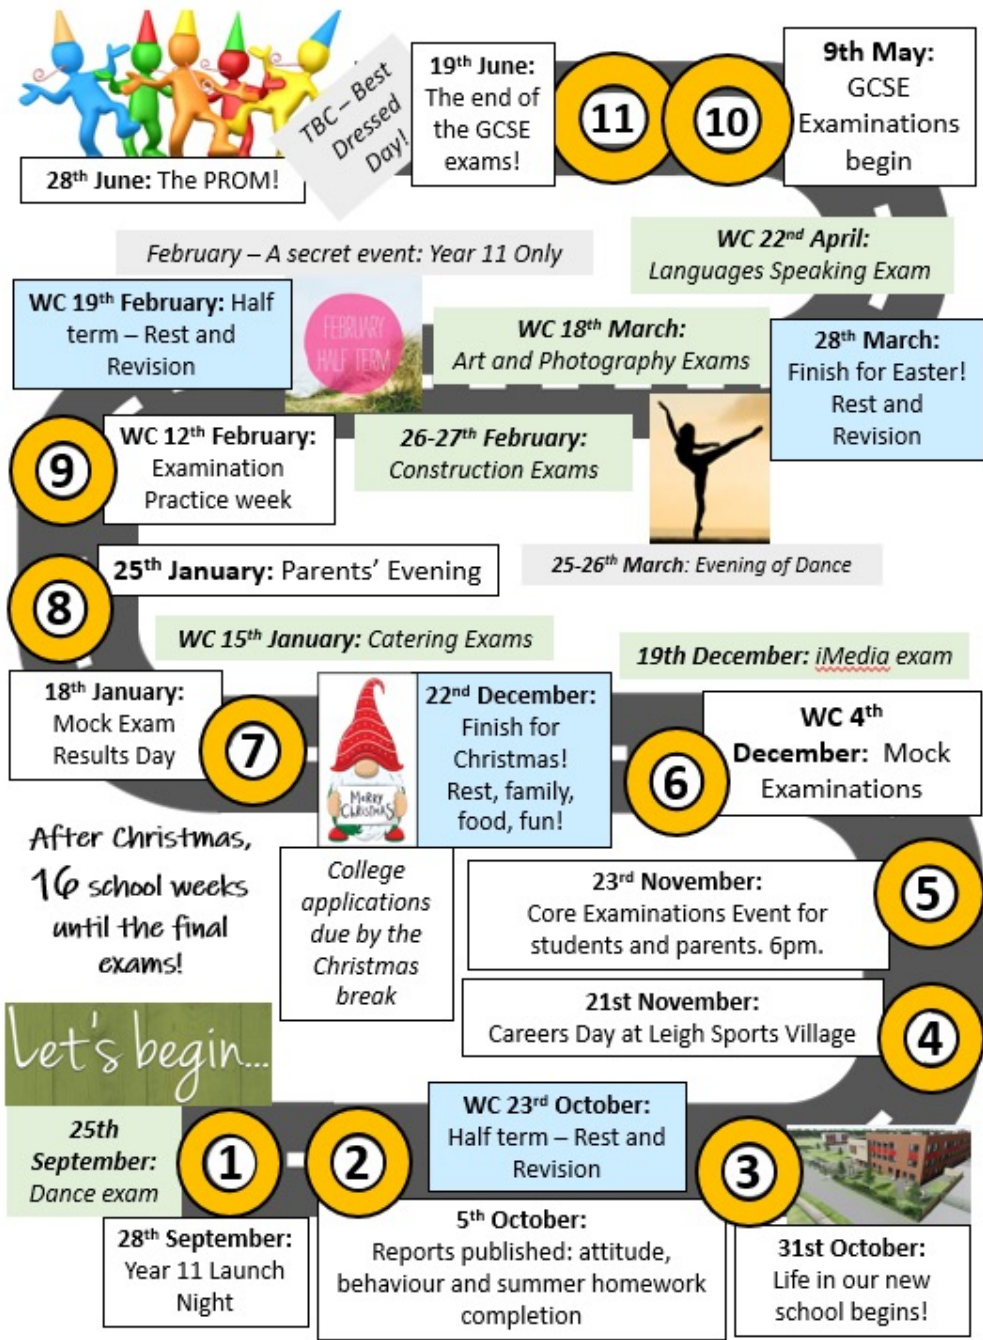 TBC – Best
Dressed
Day!
19th June:
The end of
the GCSE
exams!
11
10
9th May:
GCSE
Examinations
begin
28th June: The PROM!
February – A secret event: Year 11 Only
WC 22nd April:
Languages Speaking Exam
WC 19th February: Half
term – Rest and
Revision
FEBRUARY
HALF TERM
WC 18th March:
Art and Photography Exams
28th March:
Finish for Easter!
Rest and
Revision
9
WC 12th February:
Examination
Practice week
26-27th February:
Construction Exams
8
25th January: Parents' Evening
25-26th March: Evening of Dance
WC 15th January: Catering Exams
19th December: iMedia exam
18th January:
Mock Exam
Results Day
7
MERRY
CHRISTMAS
22nd December:
Finish for
Christmas!
Rest, family,
food, fun!
6
WC 4th
December: Mock
Examinations
After Christmas,
16 school weeks
until the final
exams!
College
applications
due by the
Christmas
break
23rd November:
Core Examinations Event for
students and parents. 6pm.
5
21st November:
Careers Day at Leigh Sports Village
4
Let's begin...
25th
September:
Dance exam
1
2
WC 23rd October:
Half term – Rest and
Revision
3
28th September:
Year 11 Launch
Night
5th October:
Reports published: attitude,
behaviour and summer homework
completion
31st October:
Life in our new
school begins!